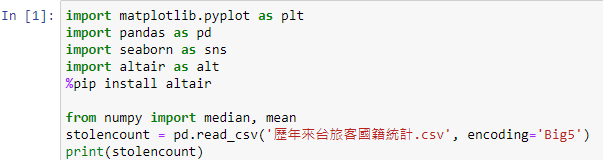 In [1]: import matplotlib.pyplot as plt
import pandas as pd
import seaborn as sns
import altair as alt
%pip install altair
from numpy import median, mean
stolencount = pd.read_csv('歷年來台旅客國籍統計.csv', encoding='Big5')
print(stolencount)